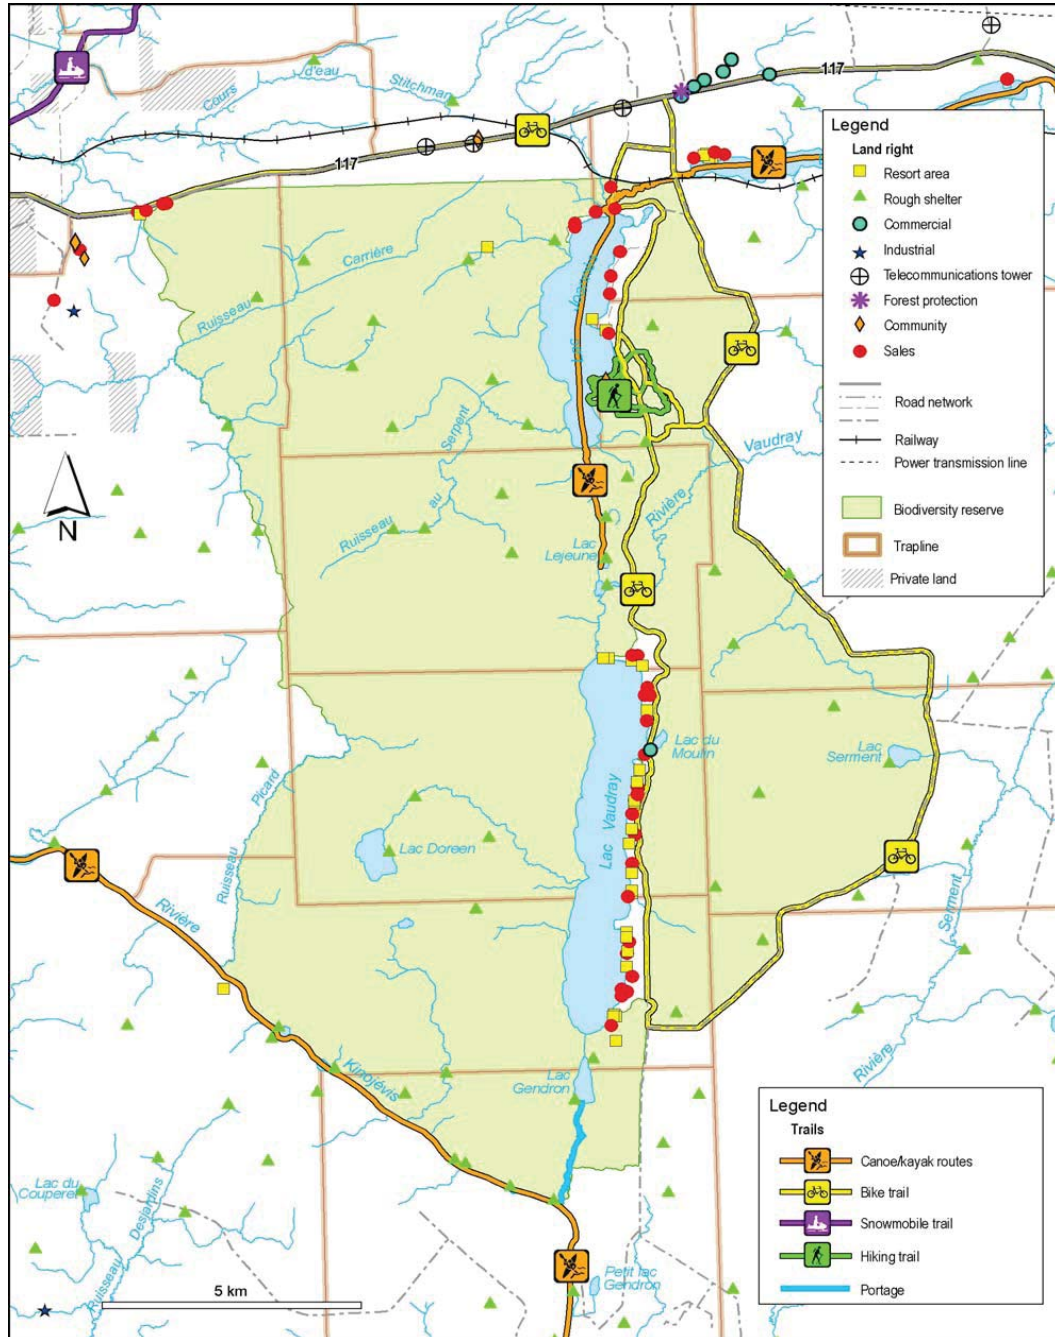 117
d'eau
Cours
Stitchman
117
Legend
Land right
Resort area
Rough shelter
Commercial
Industrial
Telecommunications tower
Forest protection
Community
Sales
Road network
Railway
Power transmission line
Biodiversity reserve
Trapline
Private land
Ruisseau Carrière
Lac
Ruisseau au Serpent
Rivière Vaudray
N
Lac
Lejeune
Lac du
Moulin
Lac
Serment
Lac Vaudray
Ruisseau Picard
Lac Doreen
Rivière
Kinojévis
Rivière
Serment
Lac
Gendron
Lac du
Couperet
Ruisseau Desjardins
5 km
Petit lac
Gendron
Legend
Trails
Canoe/kayak routes
Bike trail
Snowmobile trail
Hiking trail
Portage